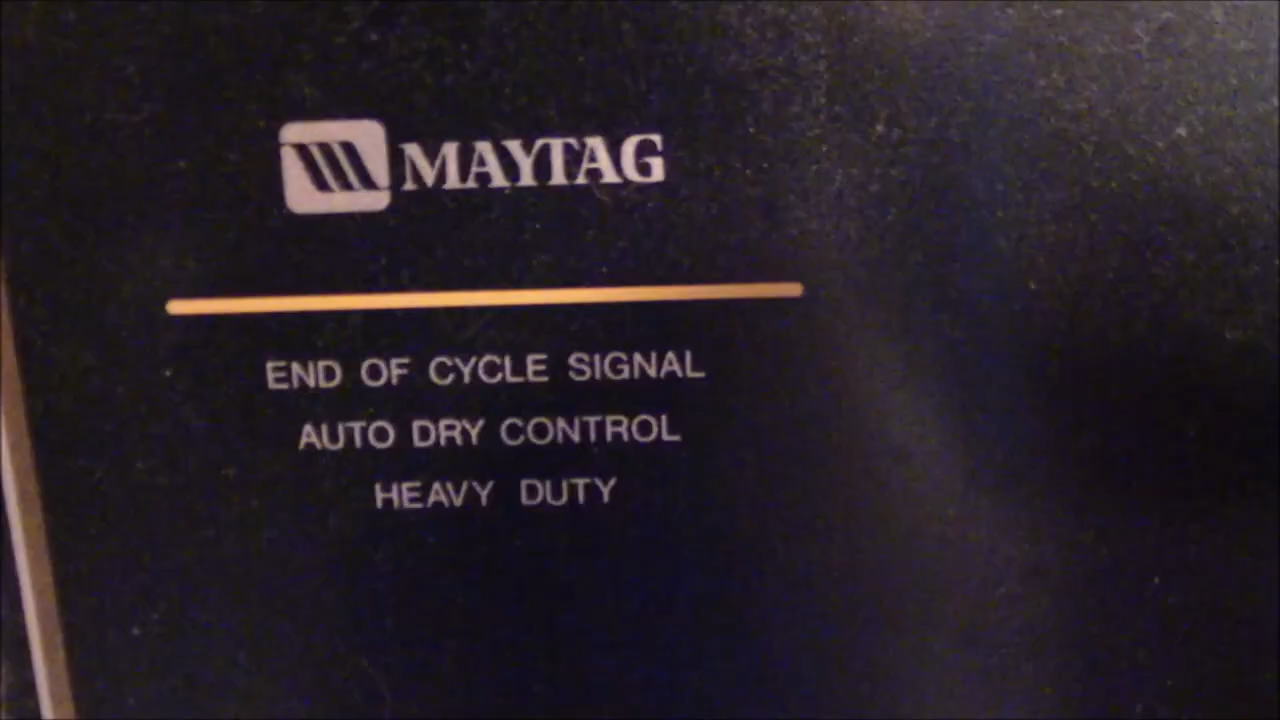 MAYTAG
END OF CYCLE SIGNAL
AUTO DRY CONTROL
HEAVY DUTY